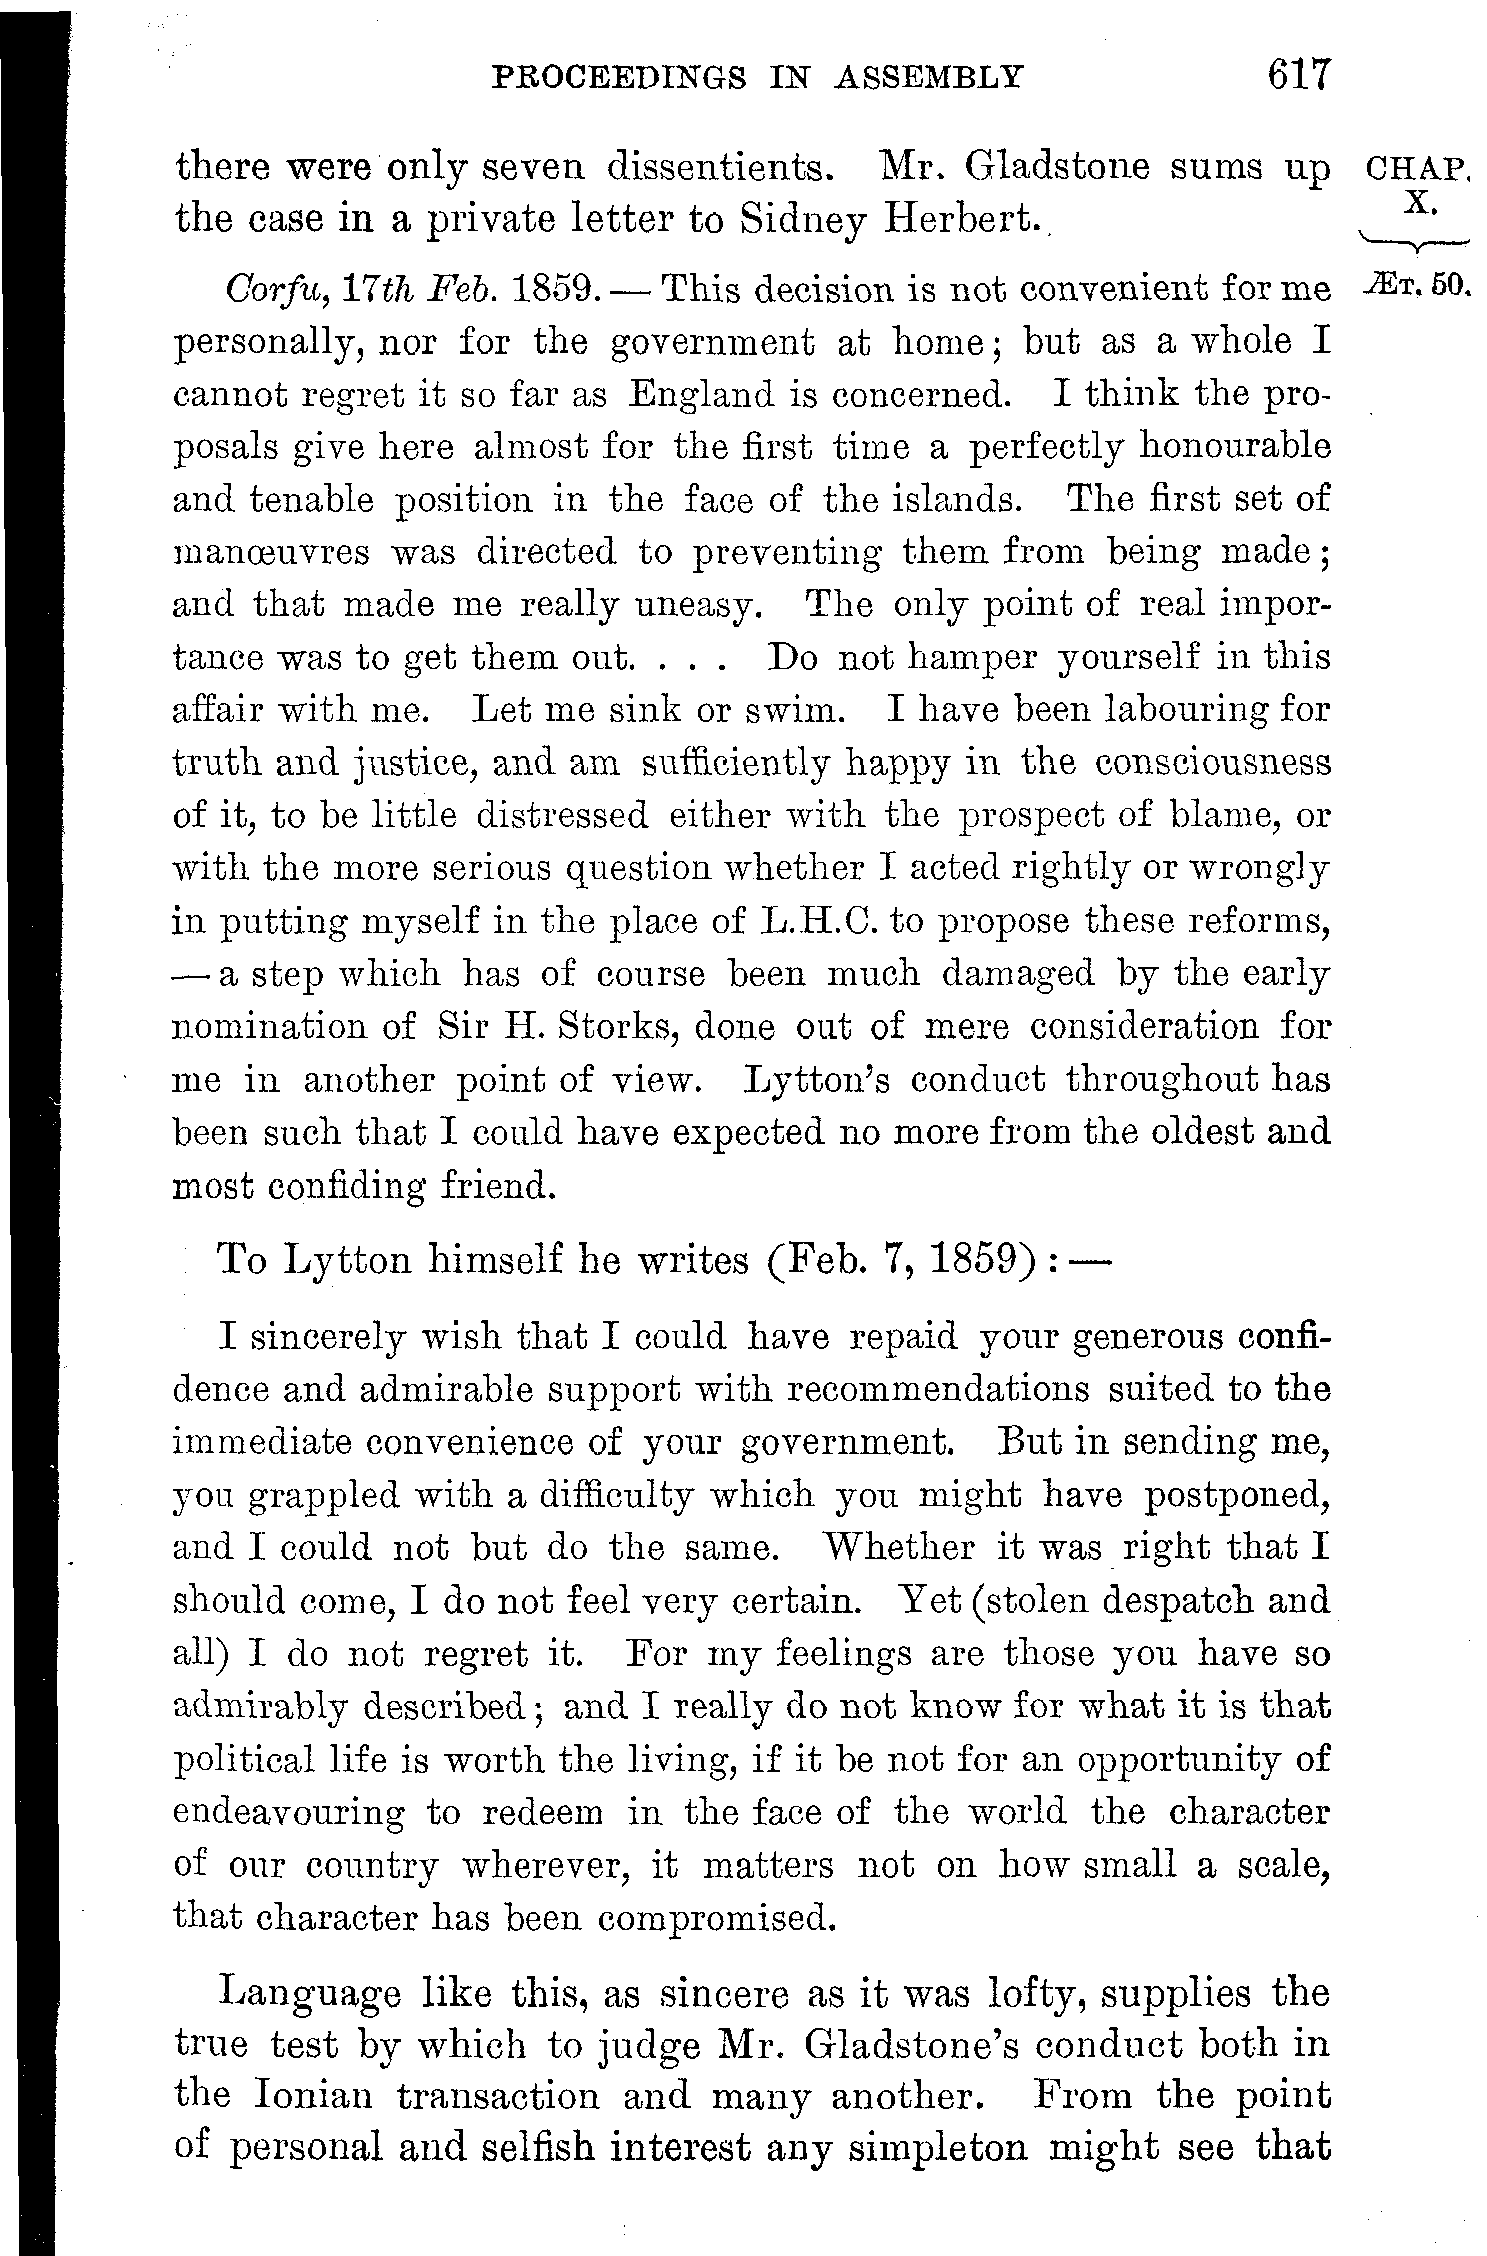 PROCEEDINGS IN ASSEMBLY 617
there were only seven dissentients. Mr. Gladstone sums up
the case in a private letter to Sidney Herbert.
CHAP.
X.
ÆT. 50.
Corfu, 17th Feb. 1859. — This decision is not convenient for me
personally, nor for the government at home; but as a whole I
cannot regret it so far as England is concerned. I think the pro-
posals give here almost for the first time a perfectly honourable
and tenable position in the face of the islands. The first set of
manœuvres was directed to preventing them from being made;
and that made me really uneasy. The only point of real impor-
tance was to get them out. . . . Do not hamper yourself in this
affair with me. Let me sink or swim. I have been labouring for
truth and justice, and am sufficiently happy in the consciousness
of it, to be little distressed either with the prospect of blame, or
with the more serious question whether I acted rightly or wrongly
in putting myself in the place of L.H.C. to propose these reforms,
— a step which has of course been much damaged by the early
nomination of Sir H. Storks, done out of mere consideration for
me in another point of view. Lytton's conduct throughout has
been such that I could have expected no more from the oldest and
most confiding friend.
To Lytton himself he writes (Feb. 7, 1859) : —
I sincerely wish that I could have repaid your generous confi-
dence and admirable support with recommendations suited to the
immediate convenience of your government. But in sending me,
you grappled with a difficulty which you might have postponed,
and I could not but do the same. Whether it was right that I
should come, I do not feel very certain. Yet (stolen despatch and
all) I do not regret it. For my feelings are those you have so
admirably described; and I really do not know for what it is that
political life is worth the living, if it be not for an opportunity of
endeavouring to redeem in the face of the world the character
of our country wherever, it matters not on how small a scale,
that character has been compromised.
Language like this, as sincere as it was lofty, supplies the
true test by which to judge Mr. Gladstone's conduct both in
the Ionian transaction and many another. From the point
of personal and selfish interest any simpleton might see that